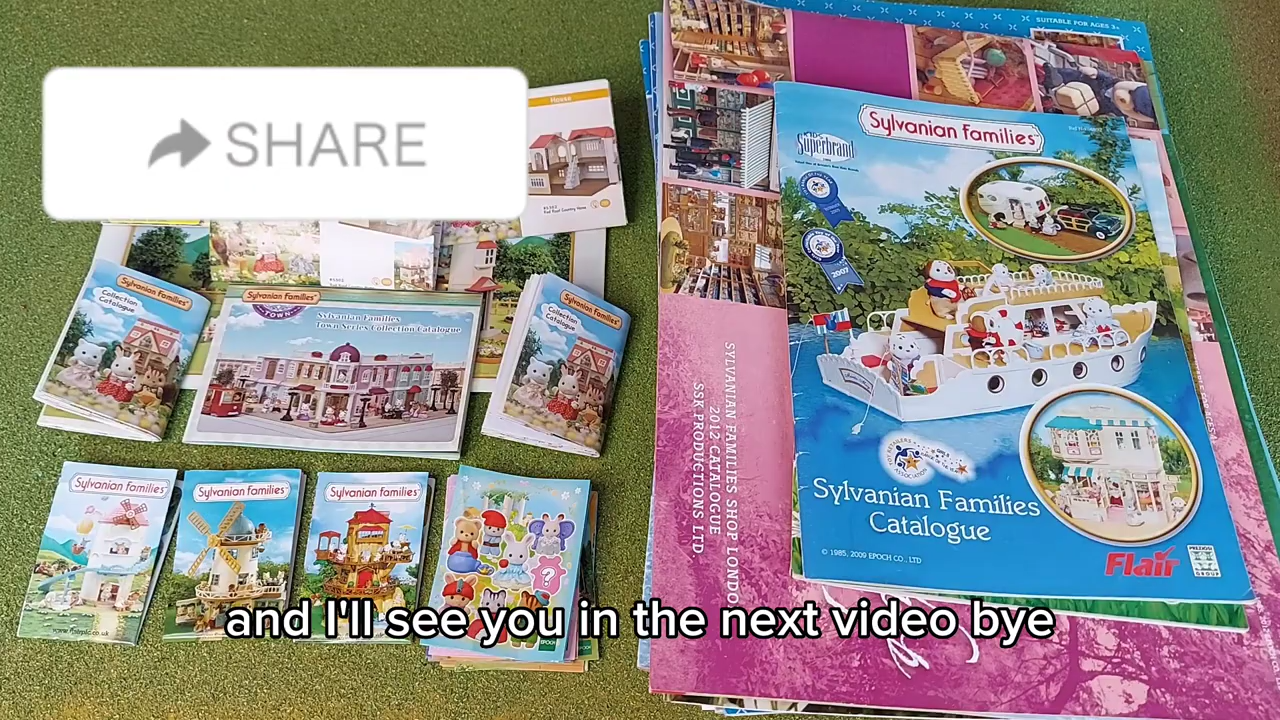 SHARE
House
Sylvanian Families
Collection
Catalogue
Sylvanian Families
TOWN
Sylvanian Families
Town Series Collection Catalogue
Sylvanian Families
Collection
Catalogue
Sylvanian Families
Sylvanian Families
Sylvanian Families
?
SUITABLE FOR AGES 3+
Sylvanian Families
Superbrand
2007
SYLVANIAN FAMILIES SHOP LONDO
2012 CATALOGUE
SSK PRODUCTIONS LTD
Sylvanian Families
Catalogue
© 1985, 2009 EPOCH CO., LTD
Flair
GROUP
and I'll see you in the next video bye